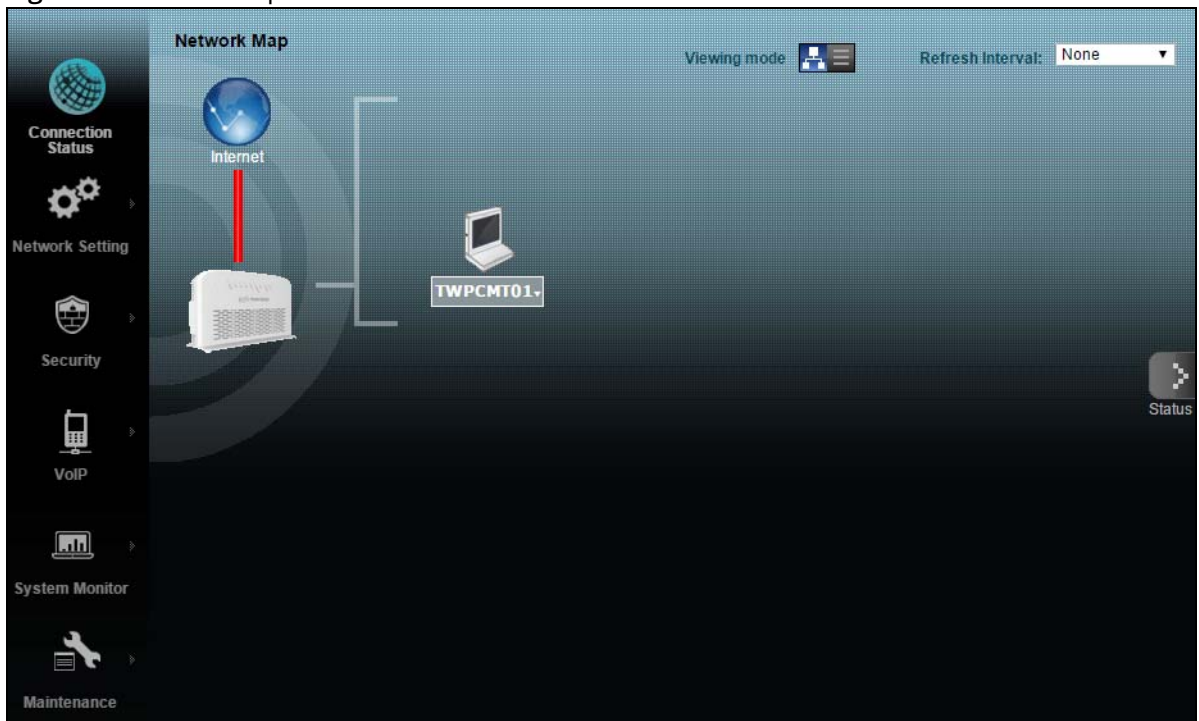 Network Map
Viewing mode
Refresh Interval:
None
Connection
Status
Internet
Network Setting
TWPCMT01
Security
Status
VoIP
System Monitor
Maintenance